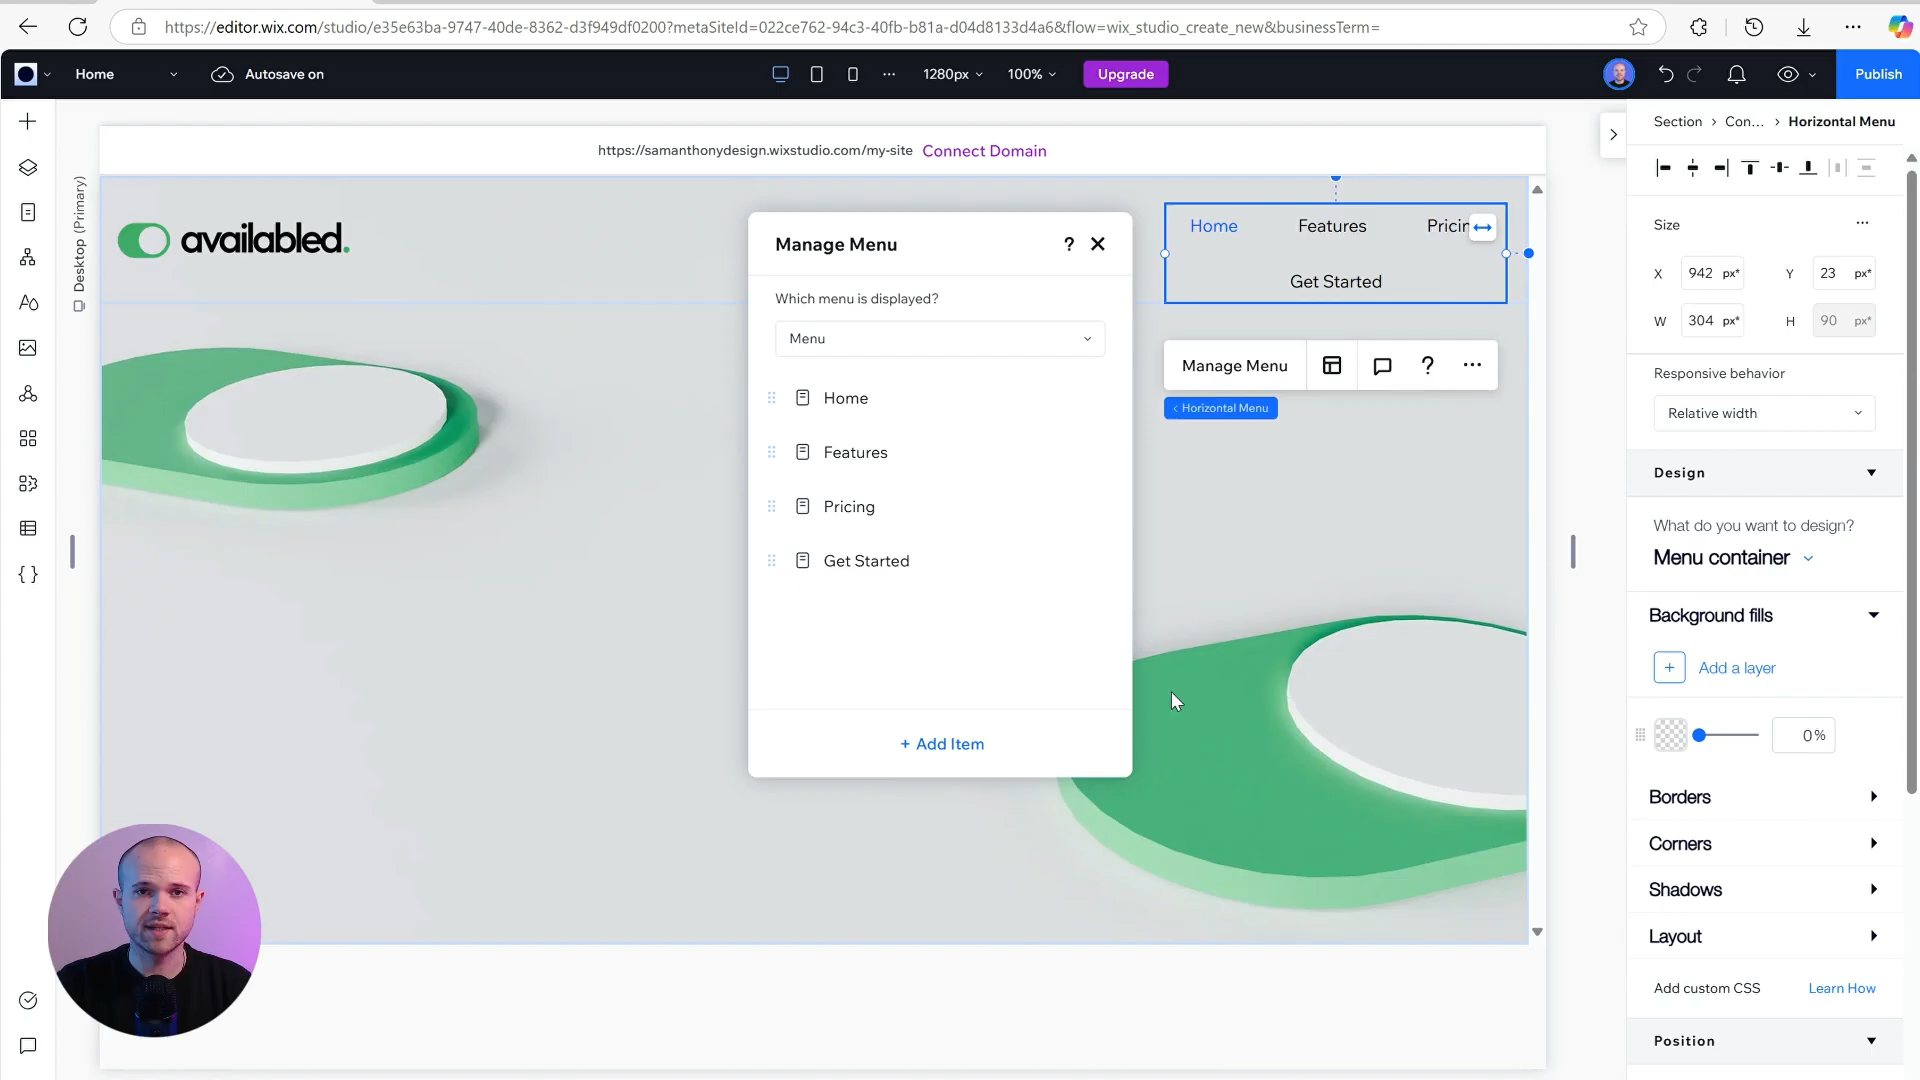 https://editor.wix.com/studio/e35e63ba-9747-40de-8362-d3f949df0200?metaSiteId=022ce762-94c3-40fb-b81a-d04d8133d4a6&flow=wix_studio_create_new&businessTerm=
Home
Autosave on
1280px
100%
Upgrade
Publish
https://samanthonydesign.wixstudio.com/my-site Connect Domain
Desktop (Primary)
availabled.
Home
Features
Pricin
Get Started
Manage Menu
?
Horizontal Menu
Manage Menu
?
Which menu is displayed?
Menu
Home
Features
Pricing
Get Started
+ Add Item
Section > Con... > Horizontal Menu
Size
X 942 px* Y 23 px*
W 304 px* H 90 px*
Responsive behavior
Relative width
Design
What do you want to design?
Menu container
Background fills
+ Add a layer
0%
Borders
Corners
Shadows
Layout
Add custom CSS Learn How
Position